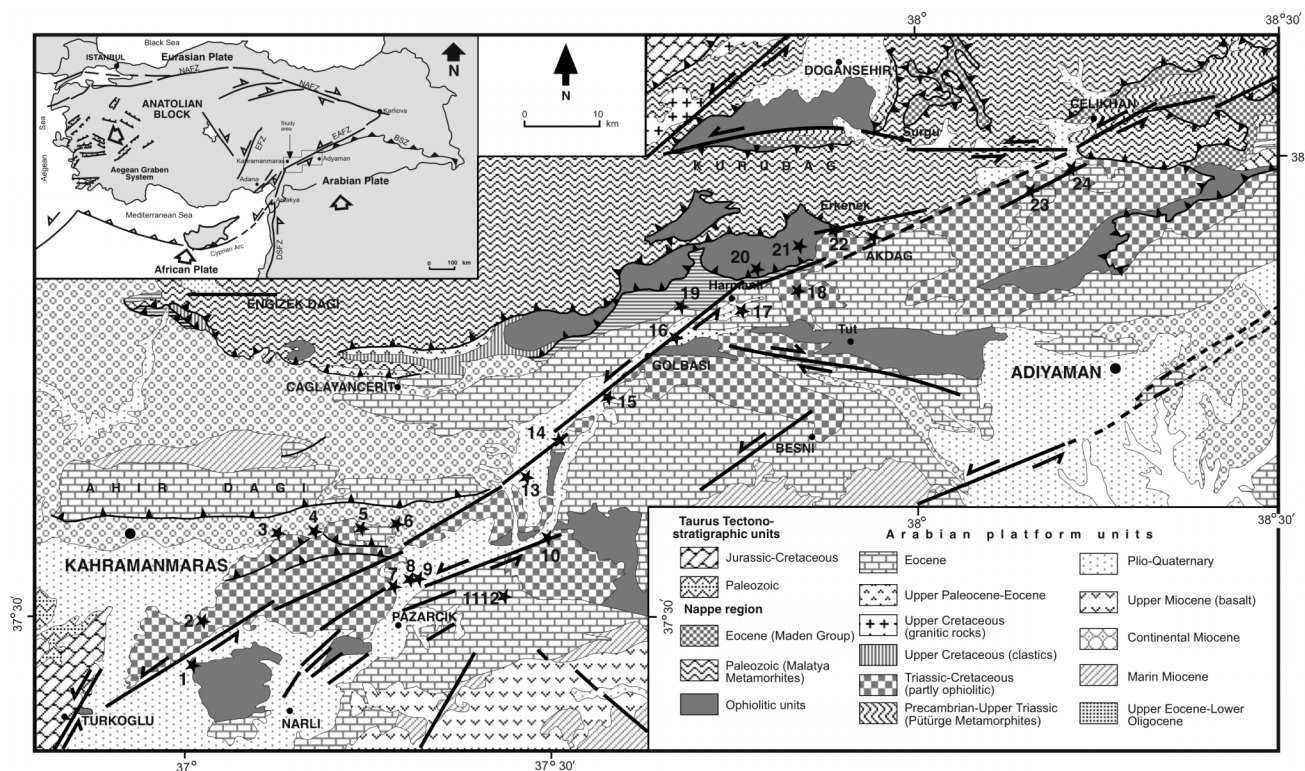 38°
38° 30'
Black Sea
ISTANBUL
Eurasian Plate
NAFZ
NAFZ
N
ANATOLIAN
BLOCK
Karliova
Aegean Sea
Study
area
EFZ
EAFZ
BSZ
Kahramanmaras
Adyaman
Aegean Graben
System
Adana
Antakya
Arabian Plate
Mediterranean Sea
Cyprian Arc
DSFZ
African Plate
0 100 km
N
0 10
km
DOGANSEHIR
CELIKHAN
Surgu
KURUDAG
38
24
23
Erkenek
22
AKDAG
21
20
Harmanli
19
18
17
16
ENGIZEK DAGI
Tut
GOLBASI
CAGLAYANCERIT
ADIYAMAN
15
14
BESNI
13
AHIR DAGI
3
4
5
6
10
KAHRAMANMARAS
7
8
9
1112
PAZARCIK
2
1
TURKOGLU
NARLI
37° 30'
37° 30'
37°
37° 30'
38°
38° 30'
Taurus Tectono-
stratigraphic units
Jurassic-Cretaceous
Paleozoic
Nappe region
Eocene (Maden Group)
Paleozoic (Malatya
Metamorhites)
Ophiolitic units
Arabian platform units
Eocene
Upper Paleocene-Eocene
Upper Cretaceous
(granitic rocks)
Upper Cretaceous (clastics)
Triassic-Cretaceous
(partly ophiolitic)
Precambrian-Upper Triassic
(Pütürge Metamorphites)
Plio-Quaternary
Upper Miocene (basalt)
Continental Miocene
Marin Miocene
Upper Eocene-Lower
Oligocene